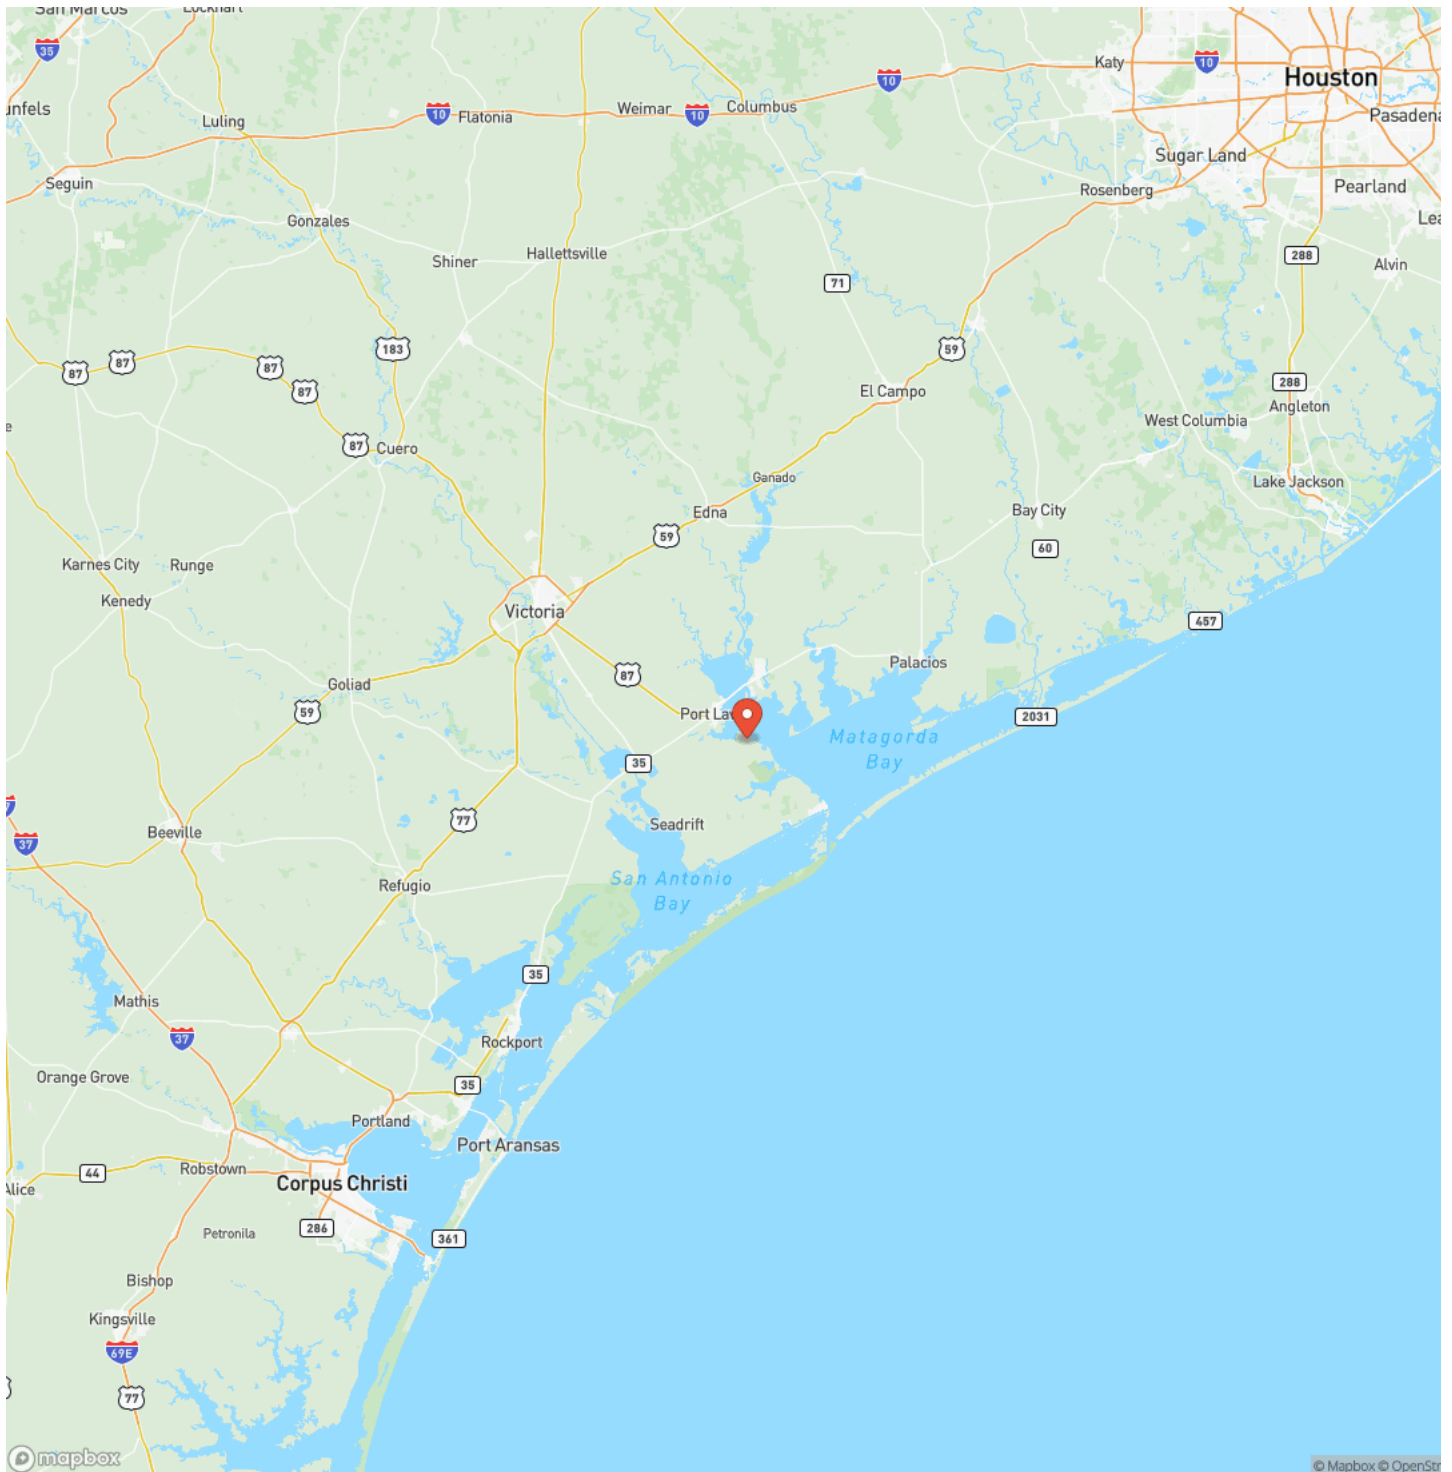 San Marcos
Lockhart
35
Katy
10
10
Houston
unfels
Luling
10
Flatonia
Weimar
10
Columbus
Pasadena
Sugar Land
Seguin
Rosenberg
Pearland
Gonzales
Lea
Shiner
Hallettsville
288
Alvin
71
87
87
87
183
59
87
El Campo
288
Angleton
West Columbia
e
87
Cuero
Ganado
Lake Jackson
Edna
Bay City
59
60
Karnes City
Runge
Kenedy
Victoria
457
Palacios
87
Goliad
59
Port Lav
2031
Matagorda
Bay
35
77
Seadrift
37
Beeville
San Antonio
Bay
Refugio
35
Mathis
37
Rockport
Orange Grove
35
Portland
Port Aransas
44
Robstown
Corpus Christi
Alice
286
Petronila
361
Bishop
Kingsville
69E
77
mapbox
© Mapbox © OpenStr